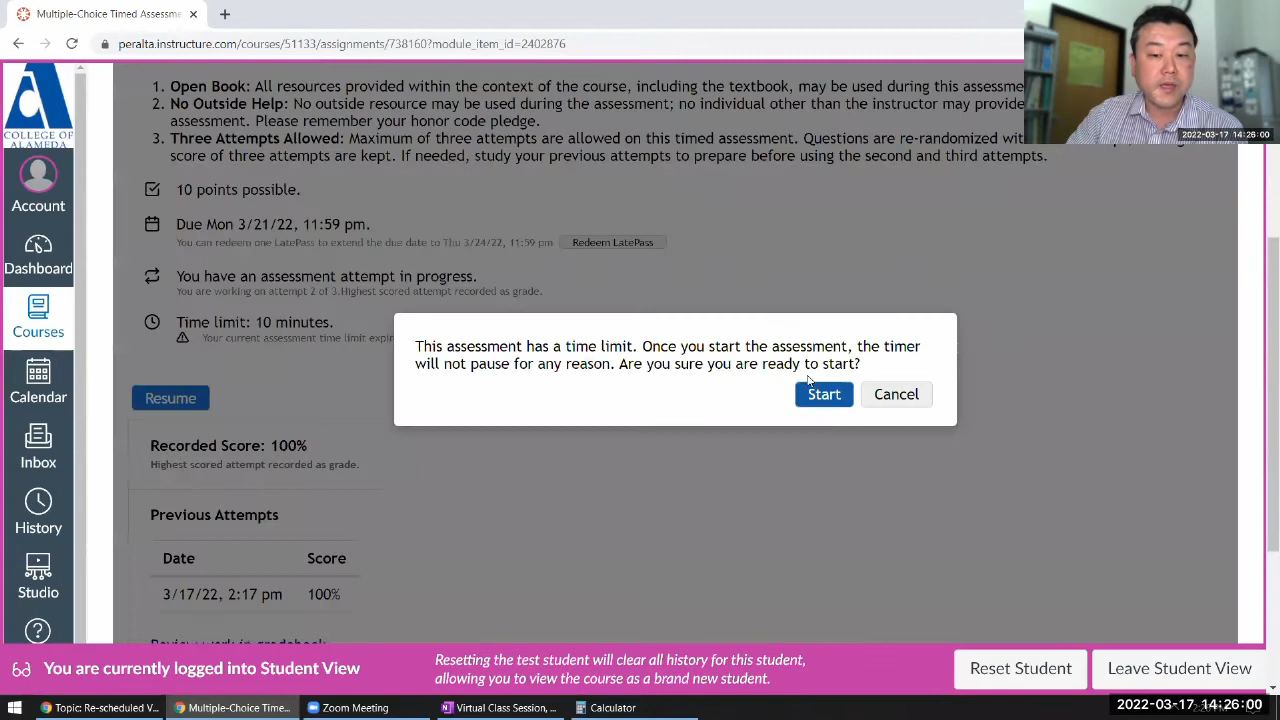 Multiple-Choice Timed Assessme
peralta.instructure.com/courses/51133/assignments/738160?module_item_id=2402876
2022-03-17 14:26:00
COLLEGE OF
ALAMEDA
Account
Dashboard
Courses
Calendar
Inbox
History
Studio
1. Open Book: All resources provided within the context of the course, including the textbook, may be used during this assessme
2. No Outside Help: No outside resource may be used during the assessment; no individual other than the instructor may provide
assessment. Please remember your honor code pledge.
3. Three Attempts Allowed: Maximum of three attempts are allowed on this timed assessment. Questions are re-randomized
score of three attempts are kept. If needed, study your previous attempts to prepare before using the second and third attempts.
10 points possible.
Due Mon 3/21/22, 11:59 pm.
You can redeem one LatePass to extend the due date to Thu 3/24/22, 11:59 pm Redeem LatePass
You have an assessment attempt in progress.
You are working on attempt 2 of 3.Highest scored attempt recorded as grade.
Time limit: 10 minutes.
Your current assessment time limit expir
This assessment has a time limit. Once you start the assessment, the timer
will not pause for any reason. Are you sure you are ready to start?
Start Cancel
Resume
Recorded Score: 100%
Highest scored attempt recorded as grade.
Previous Attempts
Date Score
3/17/22, 2:17 pm 100%
Review work in gradebook
You are currently logged into Student View
Resetting the test student will clear all history for this student,
allowing you to view the course as a brand new student.
Reset Student Leave Student View
Topic: Re-scheduled V... Multiple-Choice Time... Zoom Meeting Virtual Class Session, ... Calculator
2022-03-17 14:26:00